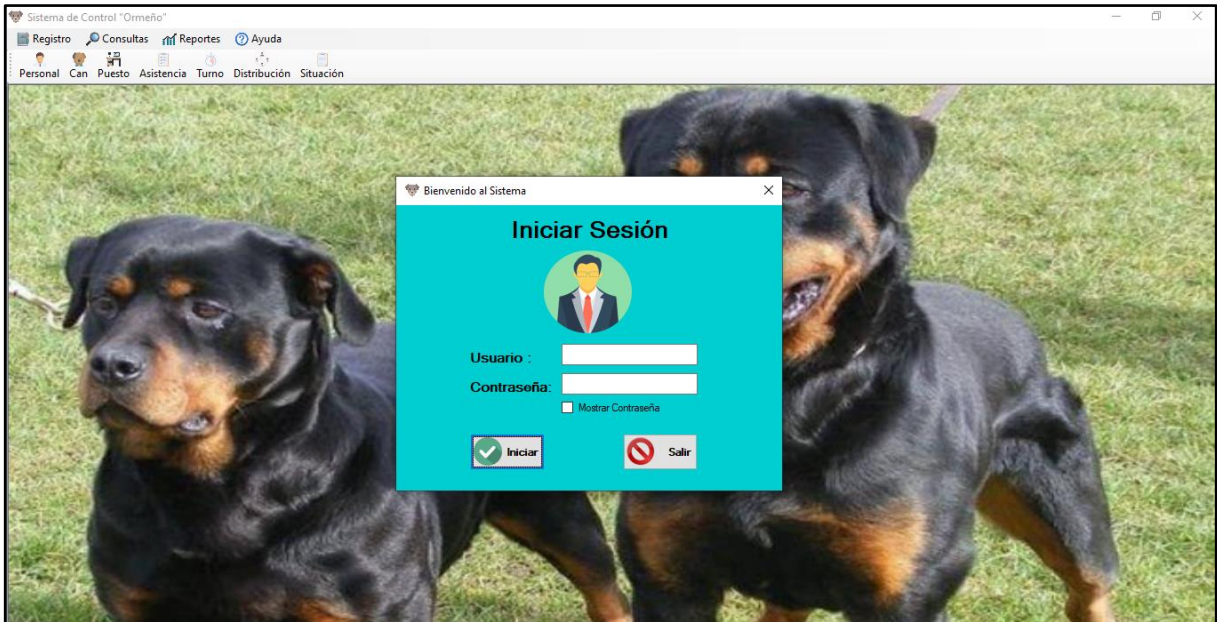 Sistema de Control "Ormeño"
Registro Consultas Reportes Ayuda
Personal Can Puesto Asistencia Turno Distribución Situación
Bienvenido al Sistema
Iniciar Sesión
Usuario :
Contraseña:
Mostrar Contraseña
Iniciar Salir